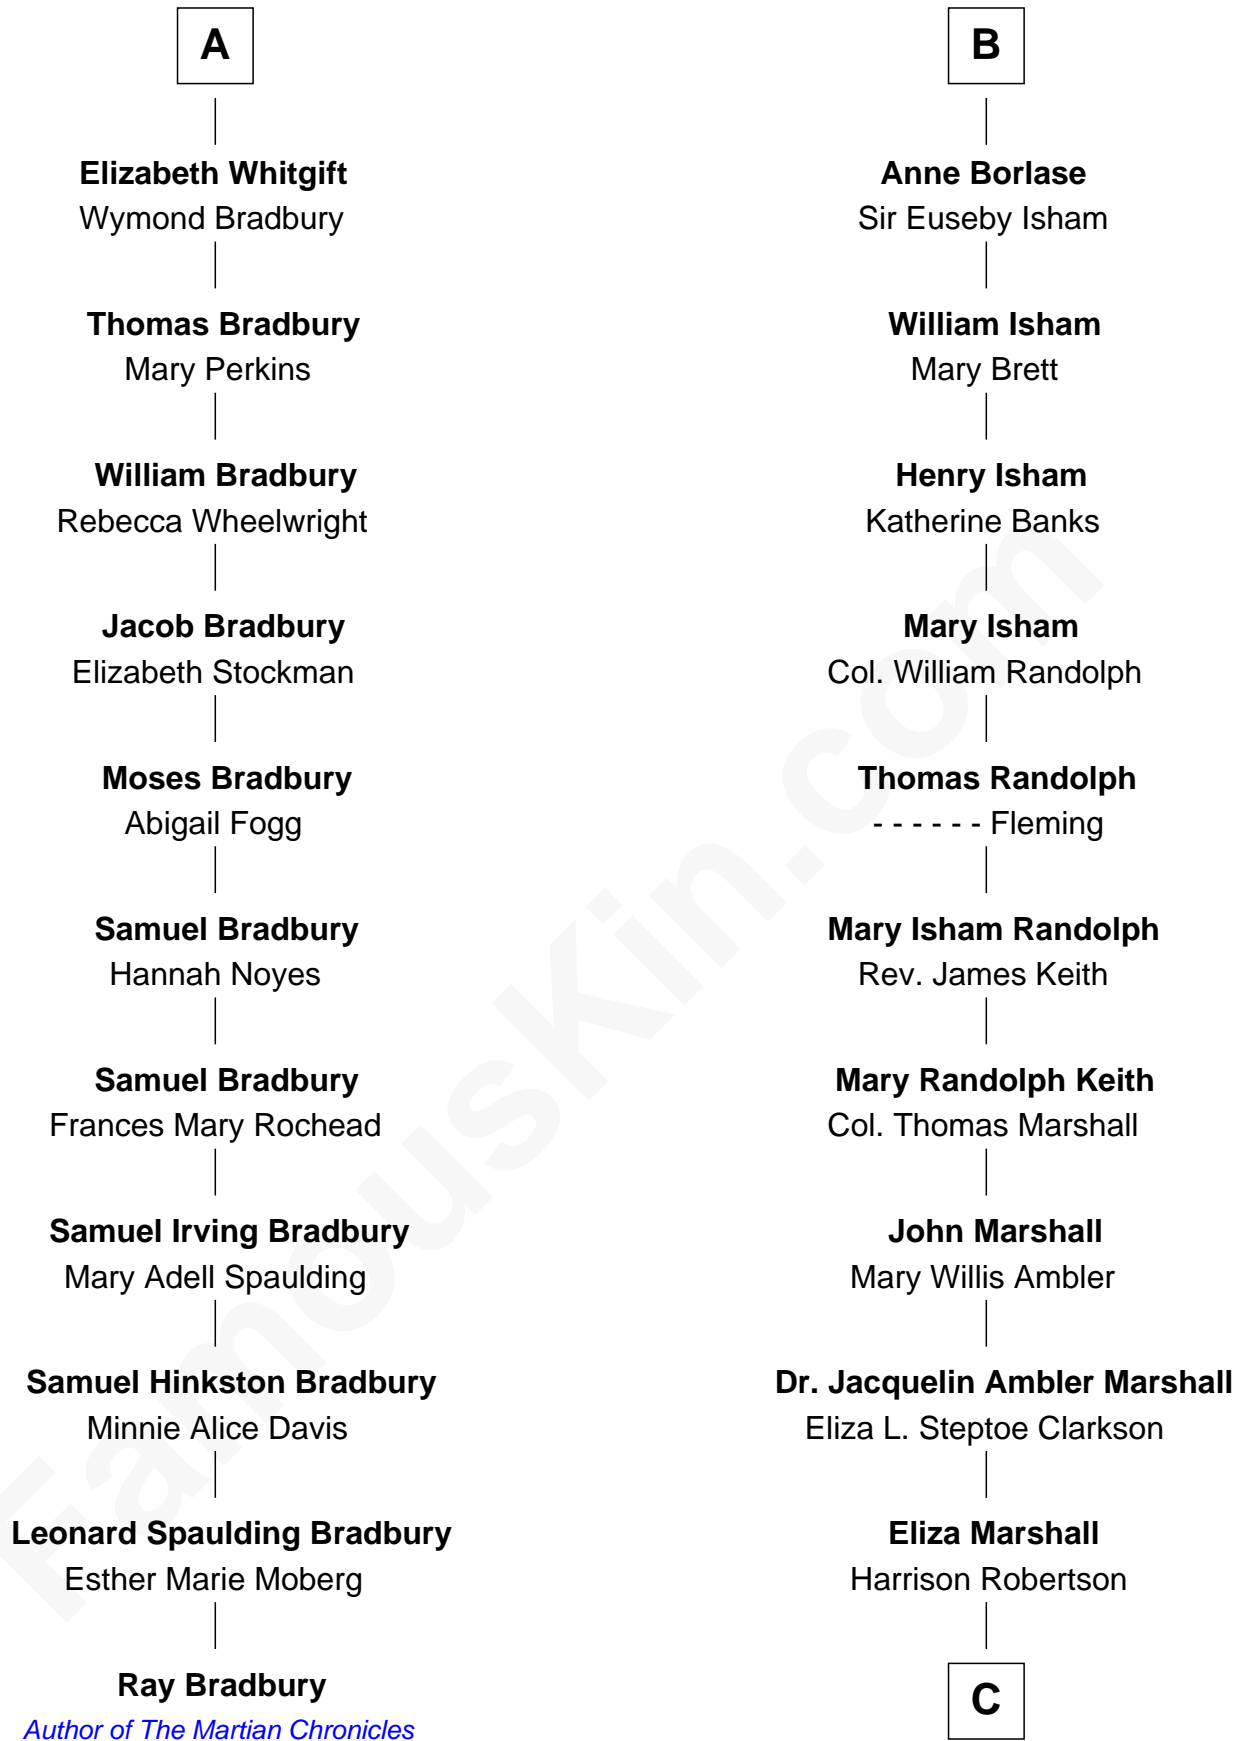 A
Elizabeth Whitgift
Wymond Bradbury
Thomas Bradbury
Mary Perkins
William Bradbury
Rebecca Wheelwright
Jacob Bradbury
Elizabeth Stockman
Moses Bradbury
Abigail Fogg
Samuel Bradbury
Hannah Noyes
Samuel Bradbury
Frances Mary Rochead
Samuel Irving Bradbury
Mary Adell Spaulding
Samuel Hinkston Bradbury
Minnie Alice Davis
Leonard Spaulding Bradbury
Esther Marie Moberg
Ray Bradbury
Author of The Martian Chronicles
B
Anne Borlase
Sir Euseby Isham
William Isham
Mary Brett
Henry Isham
Katherine Banks
Mary Isham
Col. William Randolph
Thomas Randolph
- - - - - - Fleming
Mary Isham Randolph
Rev. James Keith
Mary Randolph Keith
Col. Thomas Marshall
John Marshall
Mary Willis Ambler
Dr. Jacquelin Ambler Marshall
Eliza L. Steptoe Clarkson
Eliza Marshall
Harrison Robertson
C
FamousKin.com